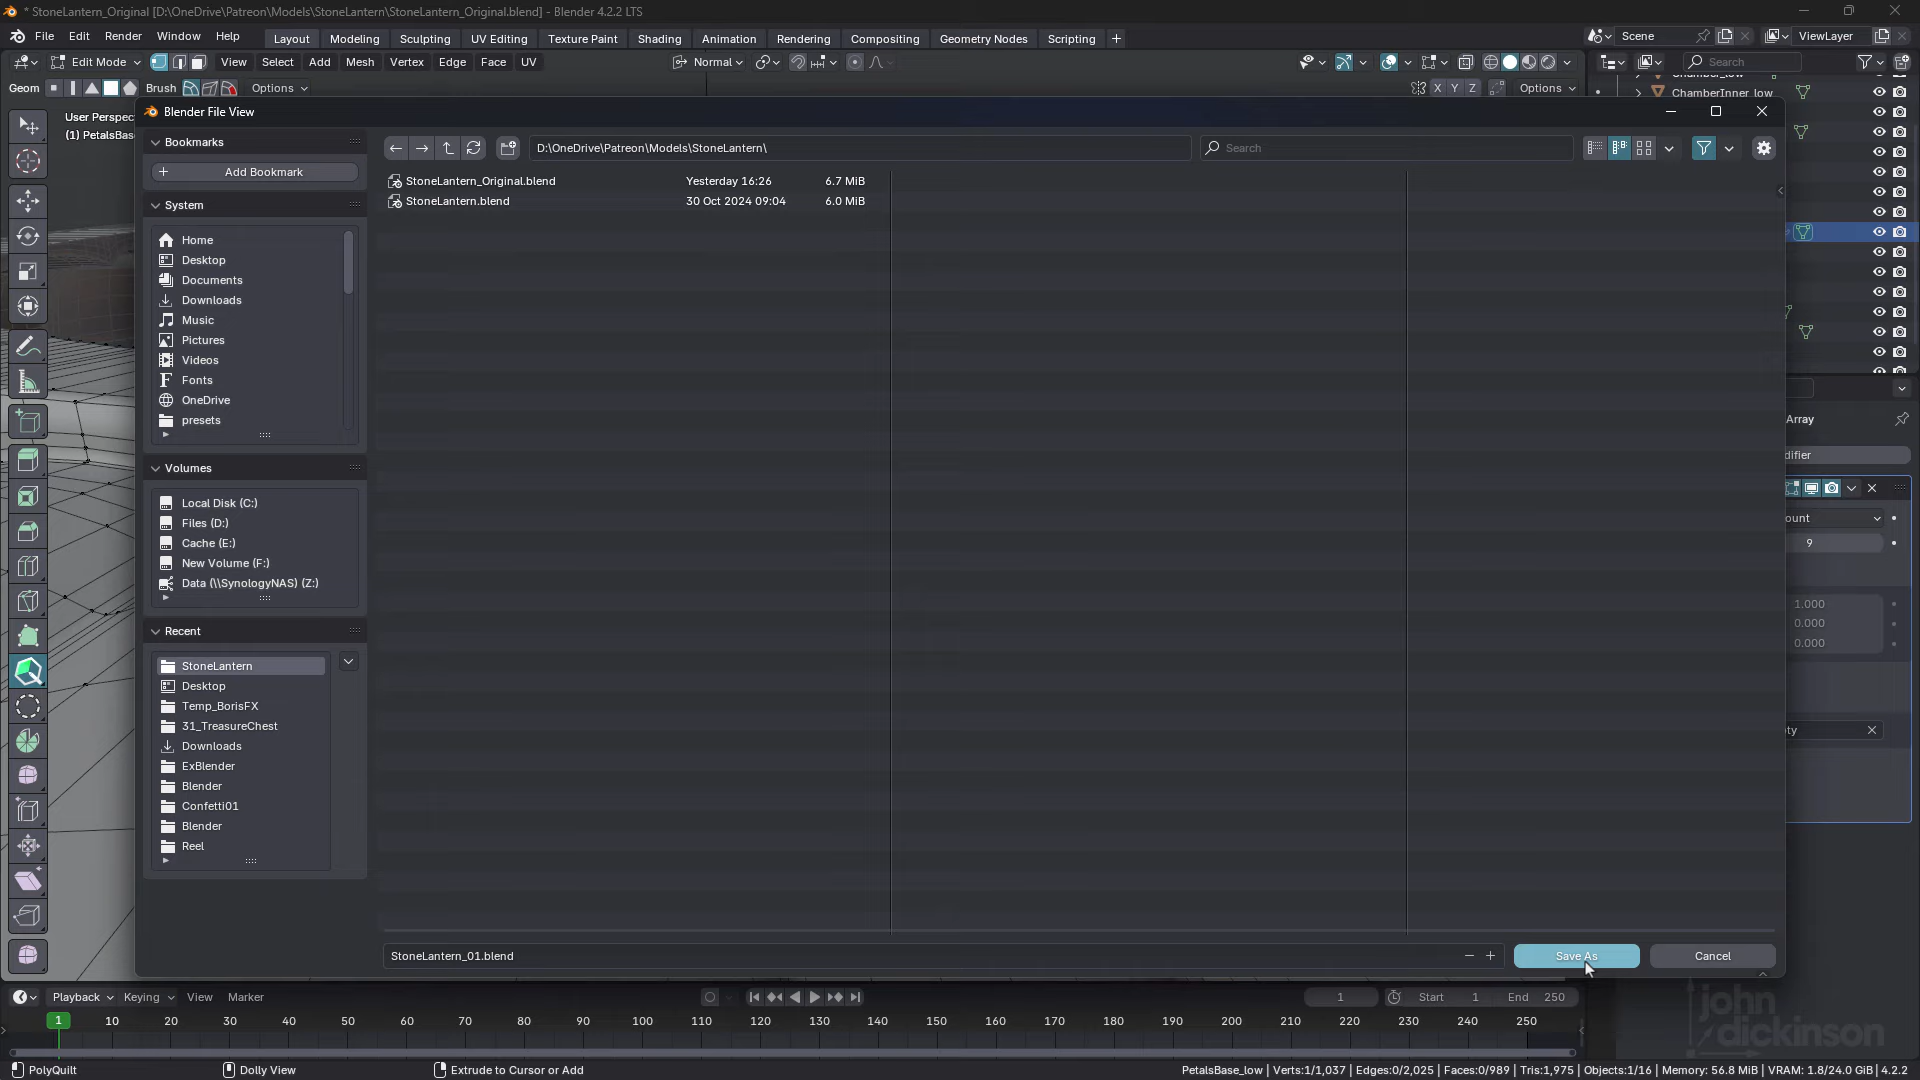 * StoneLantern_Original [D:\OneDrive\Patreon\Models\StoneLantern\StoneLantern_Original.blend] - Blender 4.2.2 LTS
File Edit Render Window Help Layout Modeling Sculpting UV Editing Texture Paint Shading Animation Rendering Compositing Geometry Nodes Scripting + Scene ViewLayer
Edit Mode View Select Add Mesh Vertex Edge Face UV Normal Search
Geom Brush Options X Y Z Options ChamberInner_low
User Perspec
(1) PetalsBas
Blender File View
Bookmarks
Add Bookmark
System
Home
Desktop
Documents
Downloads
Music
Pictures
Videos
Fonts
OneDrive
presets
Volumes
Local Disk (C:)
Files (D:)
Cache (E:)
New Volume (F:)
Data (\\SynologyNAS) (Z:)
Recent
StoneLantern
Desktop
Temp_BorisFX
31_TreasureChest
Downloads
ExBlender
Blender
Confetti01
Blender
Reel
D:\OneDrive\Patreon\Models\StoneLantern\ Search
StoneLantern_Original.blend Yesterday 16:26 6.7 MiB
StoneLantern.blend 30 Oct 2024 09:04 6.0 MiB
StoneLantern_01.blend Save As Cancel
Array
difier
ount
9
1.000
0.000
0.000
ty
Playback Keying View Marker 1 Start 1 End 250
1 10 20 30 40 50 60 70 80 90 100 110 120 130 140 150 160 170 180 190 200 210 220 230 240 250
john
dickinson
PolyQuilt Dolly View Extrude to Cursor or Add PetalsBase_low | Verts:1/1,037 | Edges:0/2,025 | Faces:0/989 | Tris:1,975 | Objects:1/16 | Memory: 56.8 MiB | VRAM: 1.8/24.0 GiB | 4.2.2